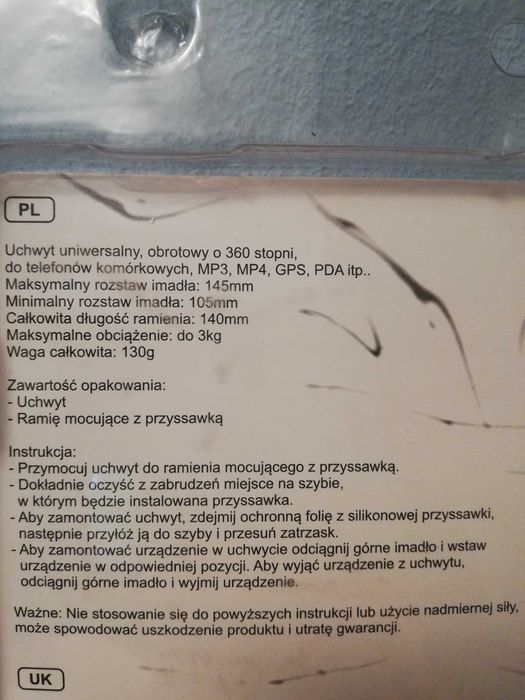 PL
Uchwyt uniwersalny, obrotowy o 360 stopni,
do telefonów komórkowych, MP3, MP4, GPS, PDA itp..
Maksymalny rozstaw imadła: 145mm
Minimalny rozstaw imadła: 105mm
Całkowita długość ramienia: 140mm
Maksymalne obciążenie: do 3kg
Waga całkowita: 130g
Zawartość opakowania:
- Uchwyt
- Ramię mocujące z przyssawką
Instrukcja:
- Przymocuj uchwyt do ramienia mocującego z przyssawką.
- Dokładnie oczyść z zabrudzeń miejsce na szybie,
w którym będzie instalowana przyssawka.
- Aby zamontować uchwyt, zdejmij ochronną folię z silikonowej przyssawki,
następnie przyłóż ją do szyby i przesuń zatrzask.
- Aby zamontować urządzenie w uchwycie odciągnij górne imadło i wstaw
urządzenie w odpowiedniej pozycji. Aby wyjąć urządzenie z uchwytu,
odciągnij górne imadło i wyjmij urządzenie.
Ważne: Nie stosowanie się do powyższych instrukcji lub użycie nadmiernej siły,
może spowodować uszkodzenie produktu i utratę gwarancji.
UK